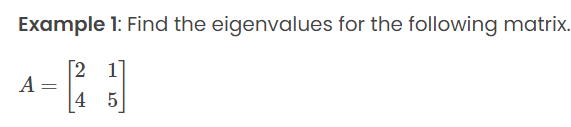 Example 1: Find the eigenvalues for the following matrix.
A = [2 1
4 5]